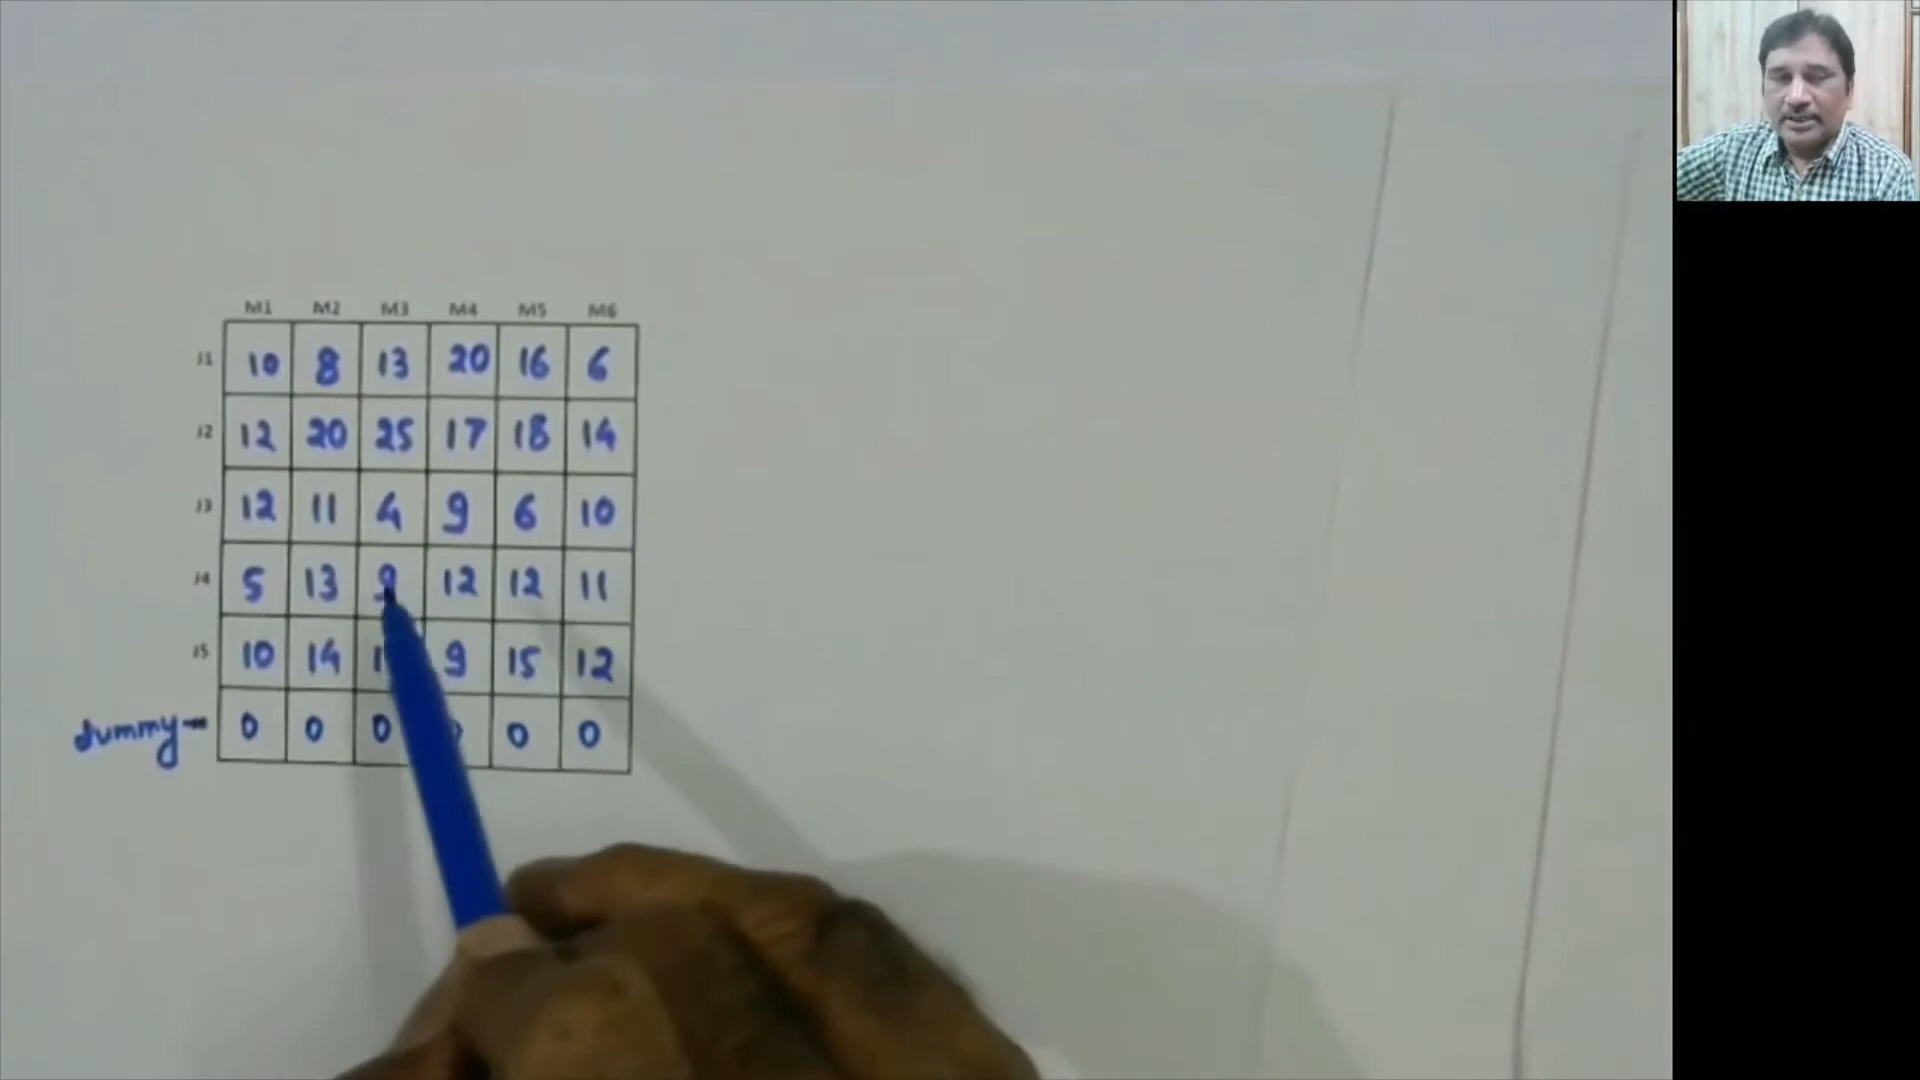 M1 M2 M3 M4 M5 M6
J1 10 8 13 20 16 6
J2 12 20 25 17 18 14
J3 12 11 4 9 6 10
J4 5 13 9 12 12 11
J5 10 14 9 15 12
dummy 0 0 0 0 0